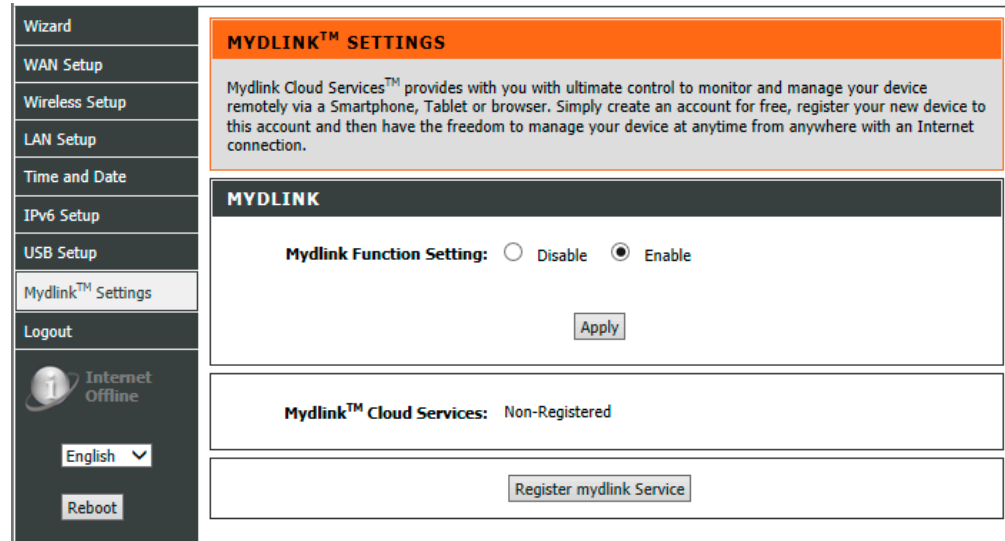 Wizard
WAN Setup
Wireless Setup
LAN Setup
Time and Date
IPv6 Setup
USB Setup
Mydlink™ Settings
Logout
Internet
Offline
English
Reboot
MYDLINK™ SETTINGS
Mydlink Cloud Services™ provides with you with ultimate control to monitor and manage your device
remotely via a Smartphone, Tablet or browser. Simply create an account for free, register your new device to
this account and then have the freedom to manage your device at anytime from anywhere with an Internet
connection.
MYDLINK
Mydlink Function Setting: Disable Enable
Apply
Mydlink™ Cloud Services: Non-Registered
Register mydlink Service